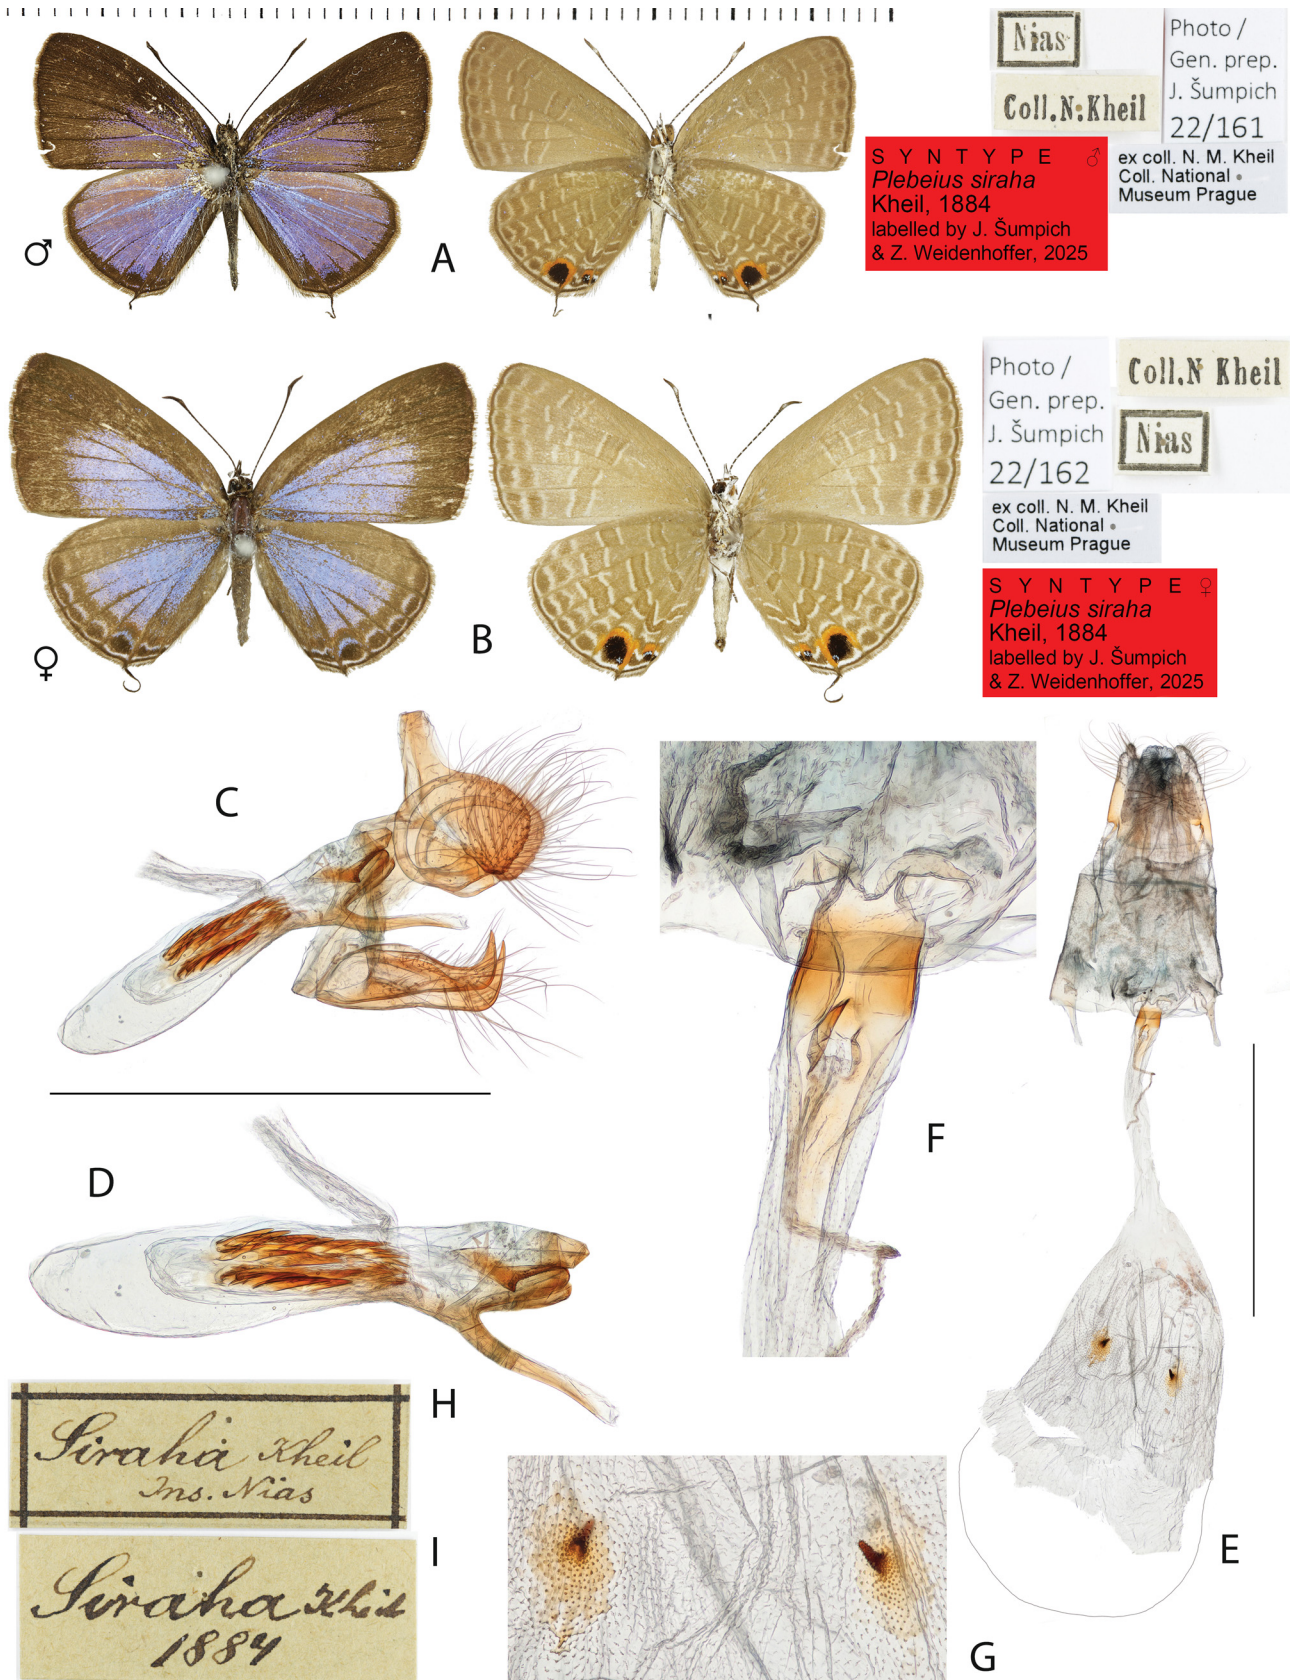 Nias
Coll.N:Kheil
Photo /
Gen. prep.
J. Šumpich
22/161
S Y N T Y P E ♂
Plebeius siraha
Kheil, 1884
labelled by J. Šumpich
& Z. Weidenhoffer, 2025
ex coll. N. M. Kheil
Coll. National
Museum Prague
♂
A
Photo /
Gen. prep.
J. Šumpich
22/162
Coll.N Kheil
Nias
ex coll. N. M. Kheil
Coll. National
Museum Prague
S Y N T Y P E ♀
Plebeius siraha
Kheil, 1884
labelled by J. Šumpich
& Z. Weidenhoffer, 2025
♀
B
C
D
F
H
Siraha Kheil
Ins. Nias
I
Siraha Kheil
1884
E
G